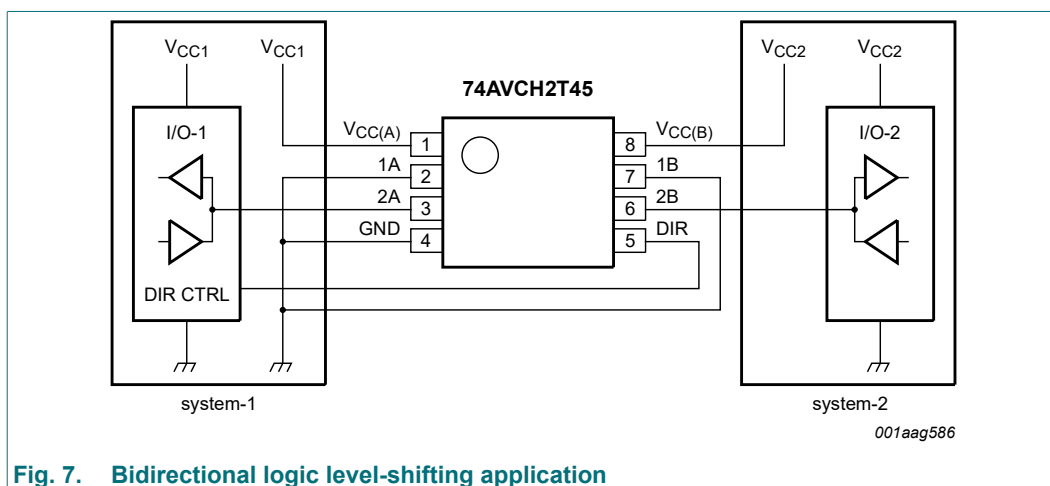 VCC1
VCC1
VCC2
VCC2
74AVCH2T45
I/O-1
I/O-2
VCC(A)
1
8
VCC(B)
1A
2
7
1B
2A
3
6
2B
GND
4
5
DIR
DIR CTRL
system-1
system-2
001aag586
Fig. 7. Bidirectional logic level-shifting application